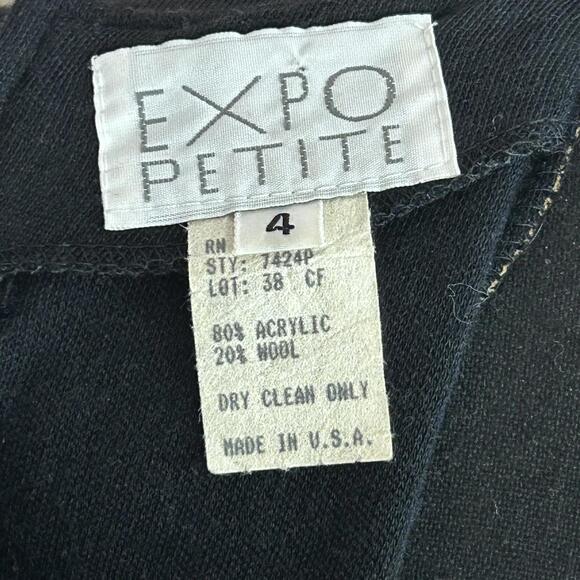 EXPO
PETITE
4
RN
STY: 7424P
LOT: 38 CF
80% ACRYLIC
20% WOOL
DRY CLEAN ONLY
MADE IN U.S.A.